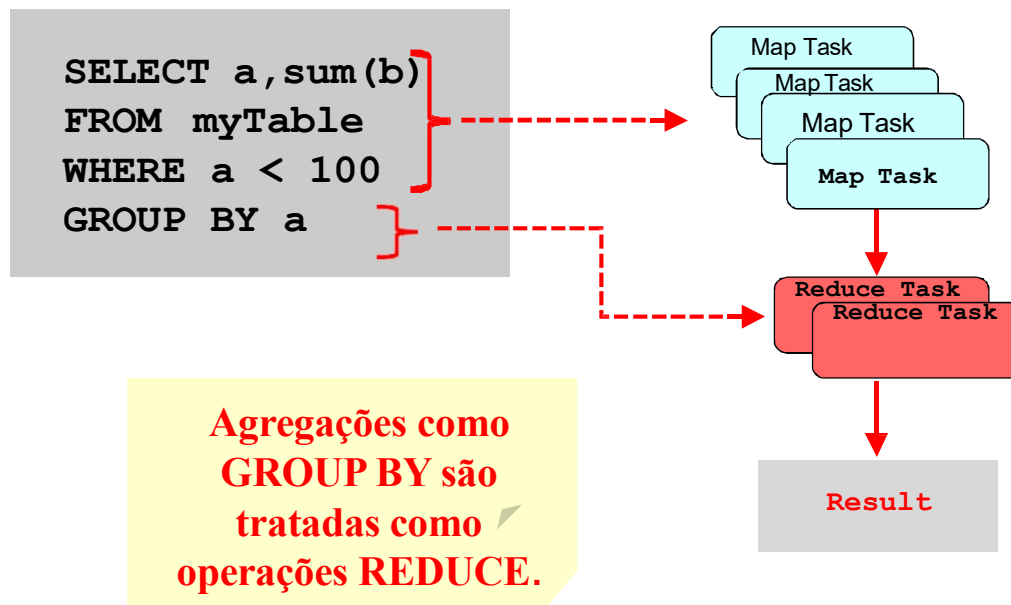 SELECT a,sum(b)
FROM myTable
WHERE a < 100
GROUP BY a
Map Task
Map Task
Map Task
Map Task
Reduce Task
Reduce Task
Result
Agregações como
GROUP BY são
tratadas como
operações REDUCE.